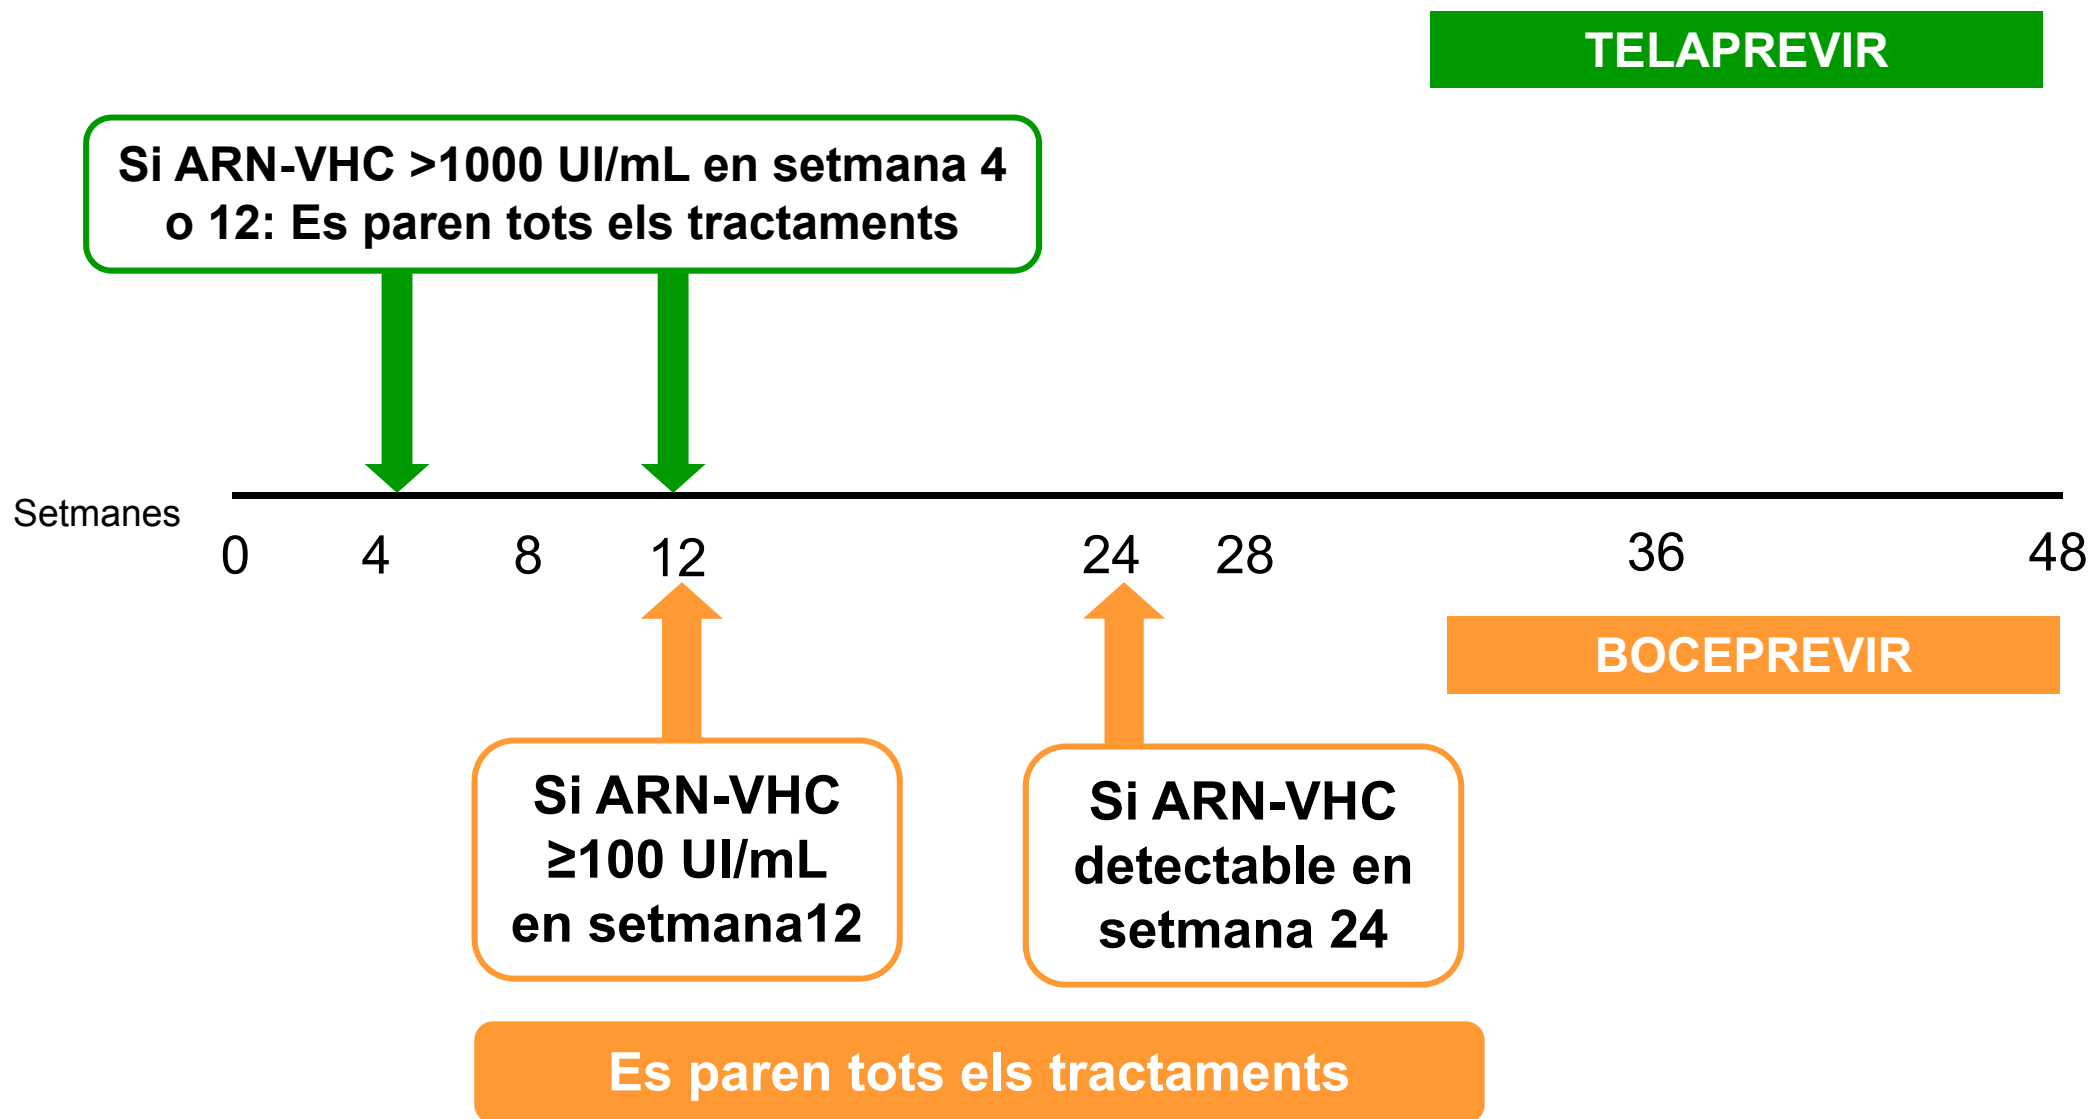 TELAPREVIR
Si ARN-VHC >1000 UI/mL en setmana 4
o 12: Es paren tots els tractaments
Setmanes
0 4 8 12 24 28 36 48
BOCEPREVIR
Si ARN-VHC
≥100 UI/mL
en setmana12
Si ARN-VHC
detectable en
setmana 24
Es paren tots els tractaments